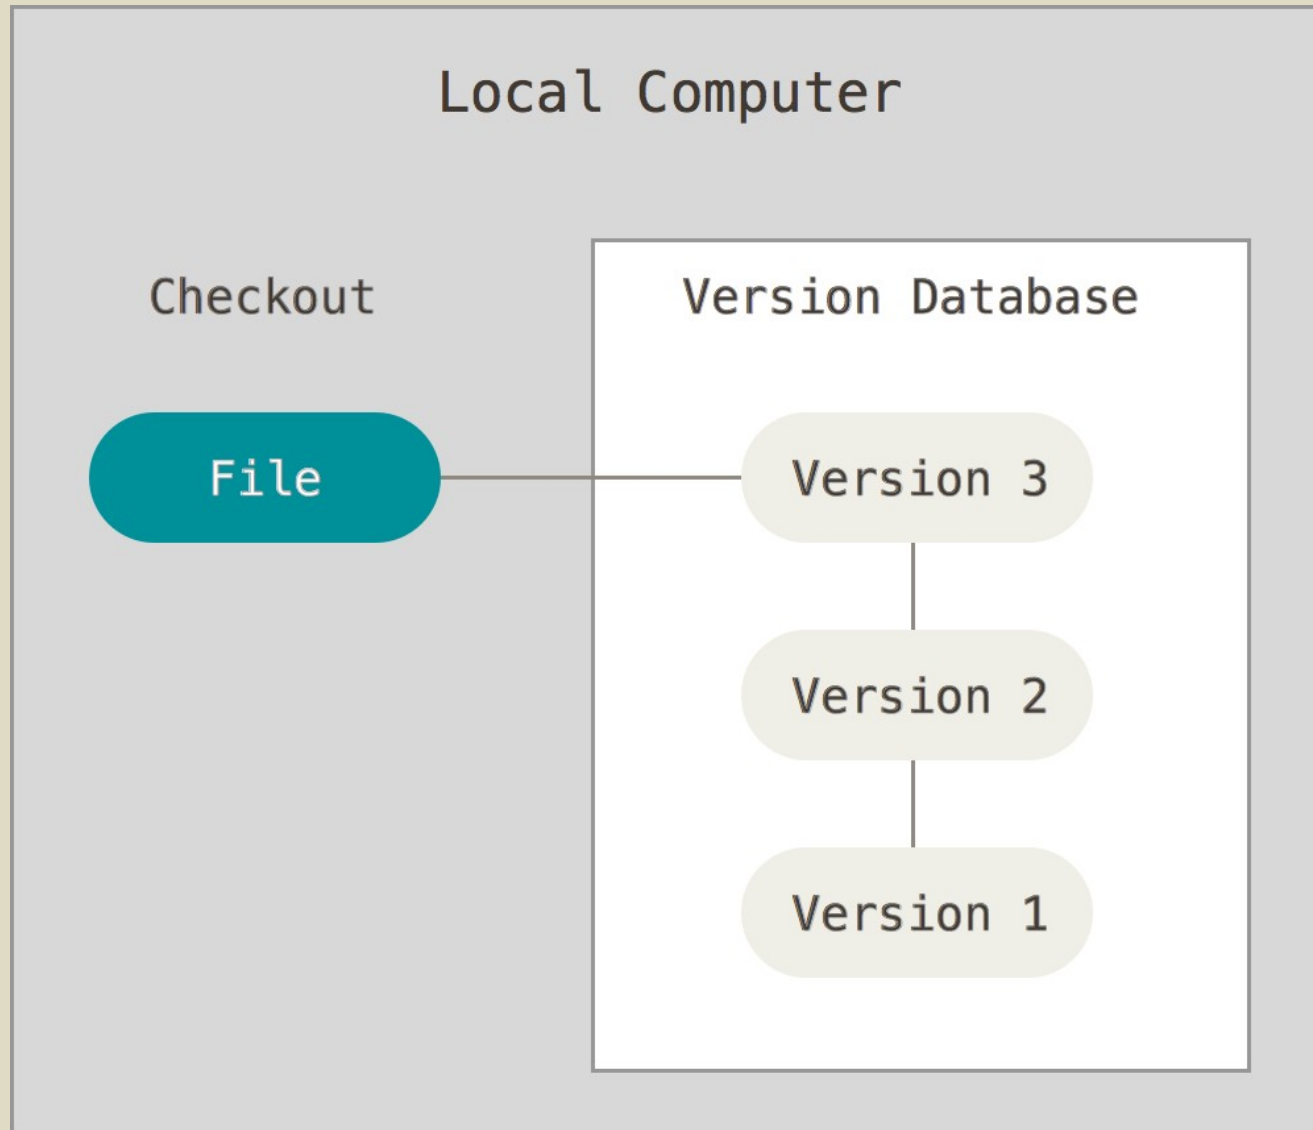 Local Computer
Checkout
Version Database
File
Version 3
Version 2
Version 1